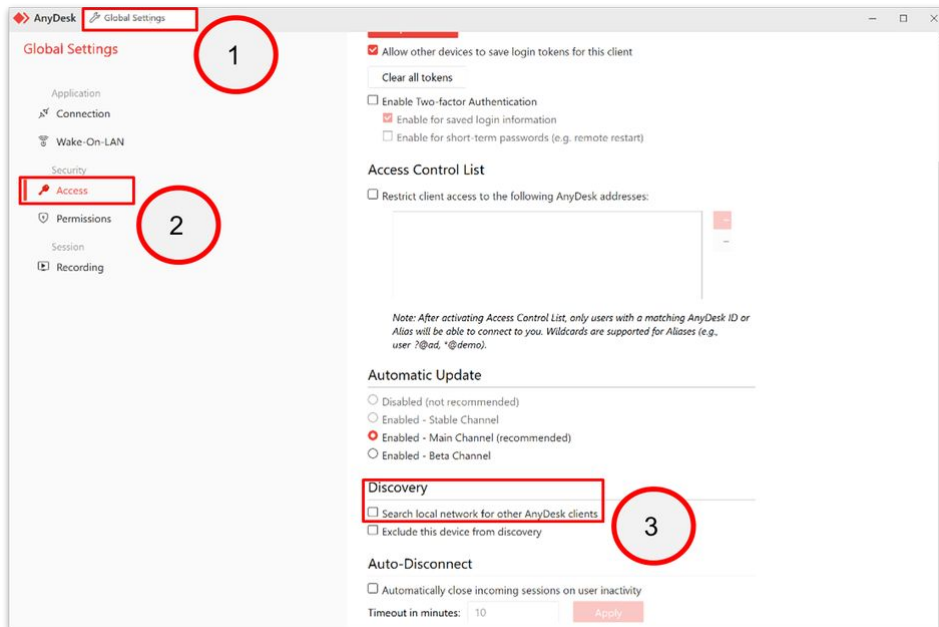 AnyDesk
Global Settings
1
Global Settings
Application
Connection
Wake-On-LAN
Security
Access
2
Permissions
Session
Recording
Allow other devices to save login tokens for this client
Clear all tokens
Enable Two-factor Authentication
Enable for saved login information
Enable for short-term passwords (e.g. remote restart)
Access Control List
Restrict client access to the following AnyDesk addresses:
Note: After activating Access Control List, only users with a matching AnyDesk ID or
Alias will be able to connect to you. Wildcards are supported for Aliases (e.g.,
user ?@ad, *@demo).
Automatic Update
Disabled (not recommended)
Enabled - Stable Channel
Enabled - Main Channel (recommended)
Enabled - Beta Channel
Discovery
Search local network for other AnyDesk clients
3
Exclude this device from discovery
Auto-Disconnect
Automatically close incoming sessions on user inactivity
Timeout in minutes: 10 Apply